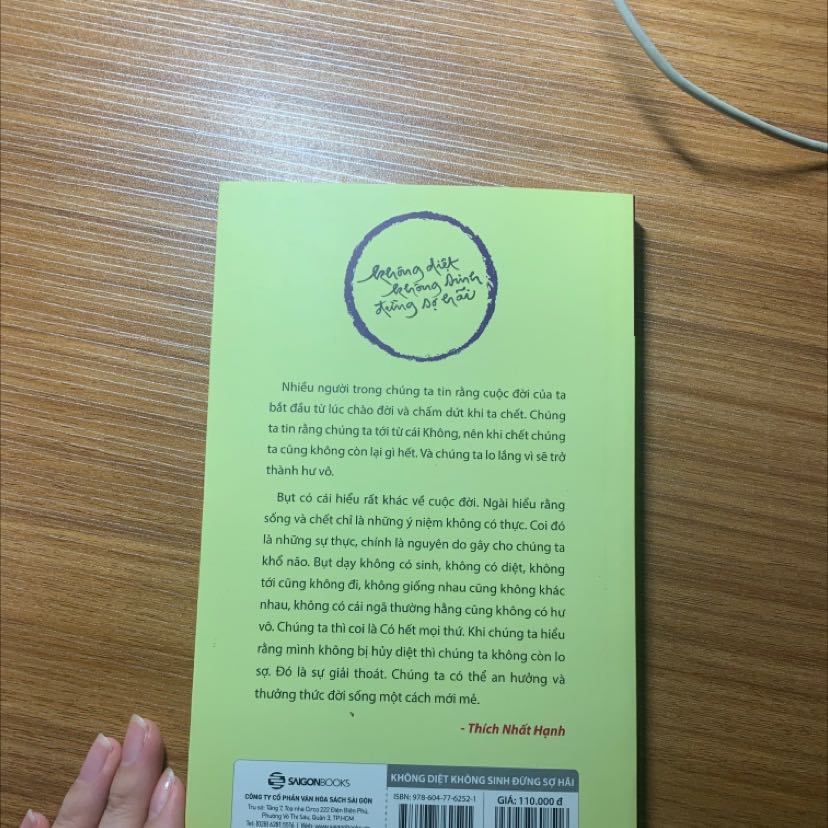 không diệt
không sinh
đừng sợ hãi
Nhiều người trong chúng ta tin rằng cuộc đời của ta
bắt đầu từ lúc chào đời và chấm dứt khi ta chết. Chúng
ta tin rằng chúng ta tới từ cái Không, nên khi chết chúng
ta cũng không còn lại gì hết. Và chúng ta lo lắng vì sẽ trở
thành hư vô.
Bụt có cái hiểu rất khác về cuộc đời. Ngài hiểu rằng
sống và chết chỉ là những ý niệm không có thực. Coi đó
là những sự thực, chính là nguyên do gây cho chúng ta
khổ não. Bụt dạy không có sinh, không có diệt, không
tới cũng không đi, không giống nhau cũng không khác
nhau, không có cái ngã thường hằng cũng không có hư
vô. Chúng ta thì coi là Có hết mọi thứ. Khi chúng ta hiểu
rằng mình không bị hủy diệt thì chúng ta không còn lo
sợ. Đó là sự giải thoát. Chúng ta có thể an hưởng và
thưởng thức đời sống một cách mới mẻ.
- Thích Nhất Hạnh
SAIGONBOOKS
CÔNG TY CỔ PHẦN VĂN HÓA SÁCH SÀI GÒN
Trụ sở: Tầng 7, Tòa nhà Circo 222 Điện Biên Phủ,
Phường Võ Thị Sáu, Quận 3, TP.HCM
KHÔNG DIỆT KHÔNG SINH ĐỪNG SỢ HÃI
ISBN: 978-604-77-6252-1
GIÁ: 110.000 đ